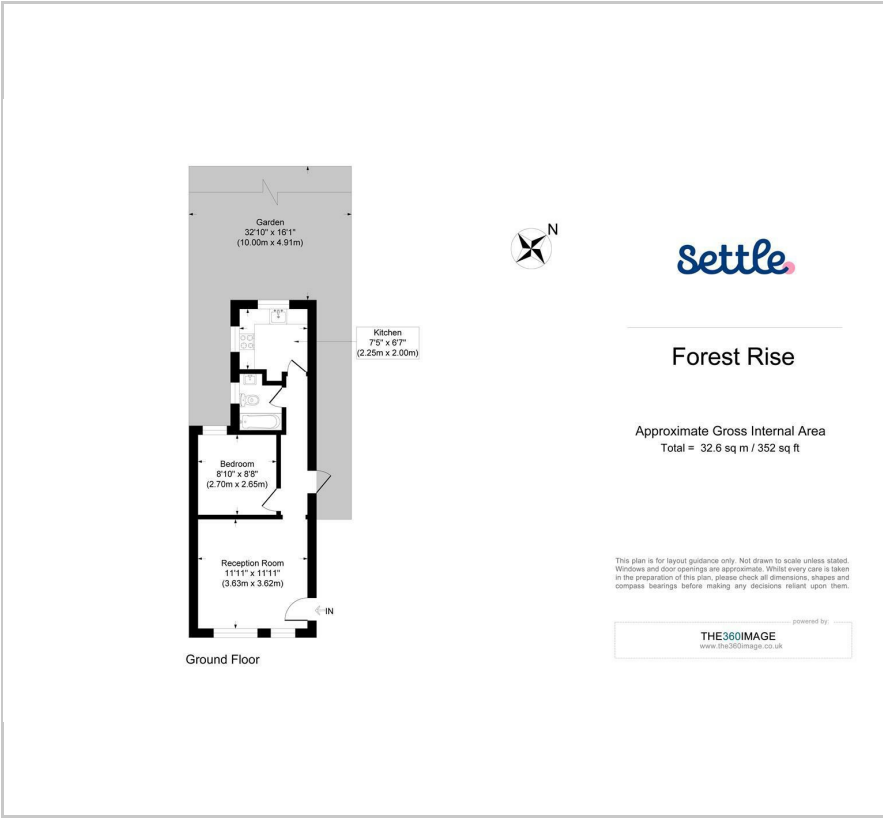 Garden
32'10" x 16'1"
(10.00m x 4.91m)
Kitchen
7'5" x 6'7"
(2.25m x 2.00m)
Bedroom
8'10" x 8'8"
(2.70m x 2.65m)
Reception Room
11'11" x 11'11"
(3.63m x 3.62m)
IN
Ground Floor
N
Settle
Forest Rise
Approximate Gross Internal Area
Total = 32.6 sq m / 352 sq ft
This plan is for layout guidance only. Not drawn to scale unless stated.
Windows and door openings are approximate. Whilst every care is taken
in the preparation of this plan, please check all dimensions, shapes and
compass bearings before making any decisions reliant upon them.
powered by
THE360IMAGE
www.the360image.co.uk